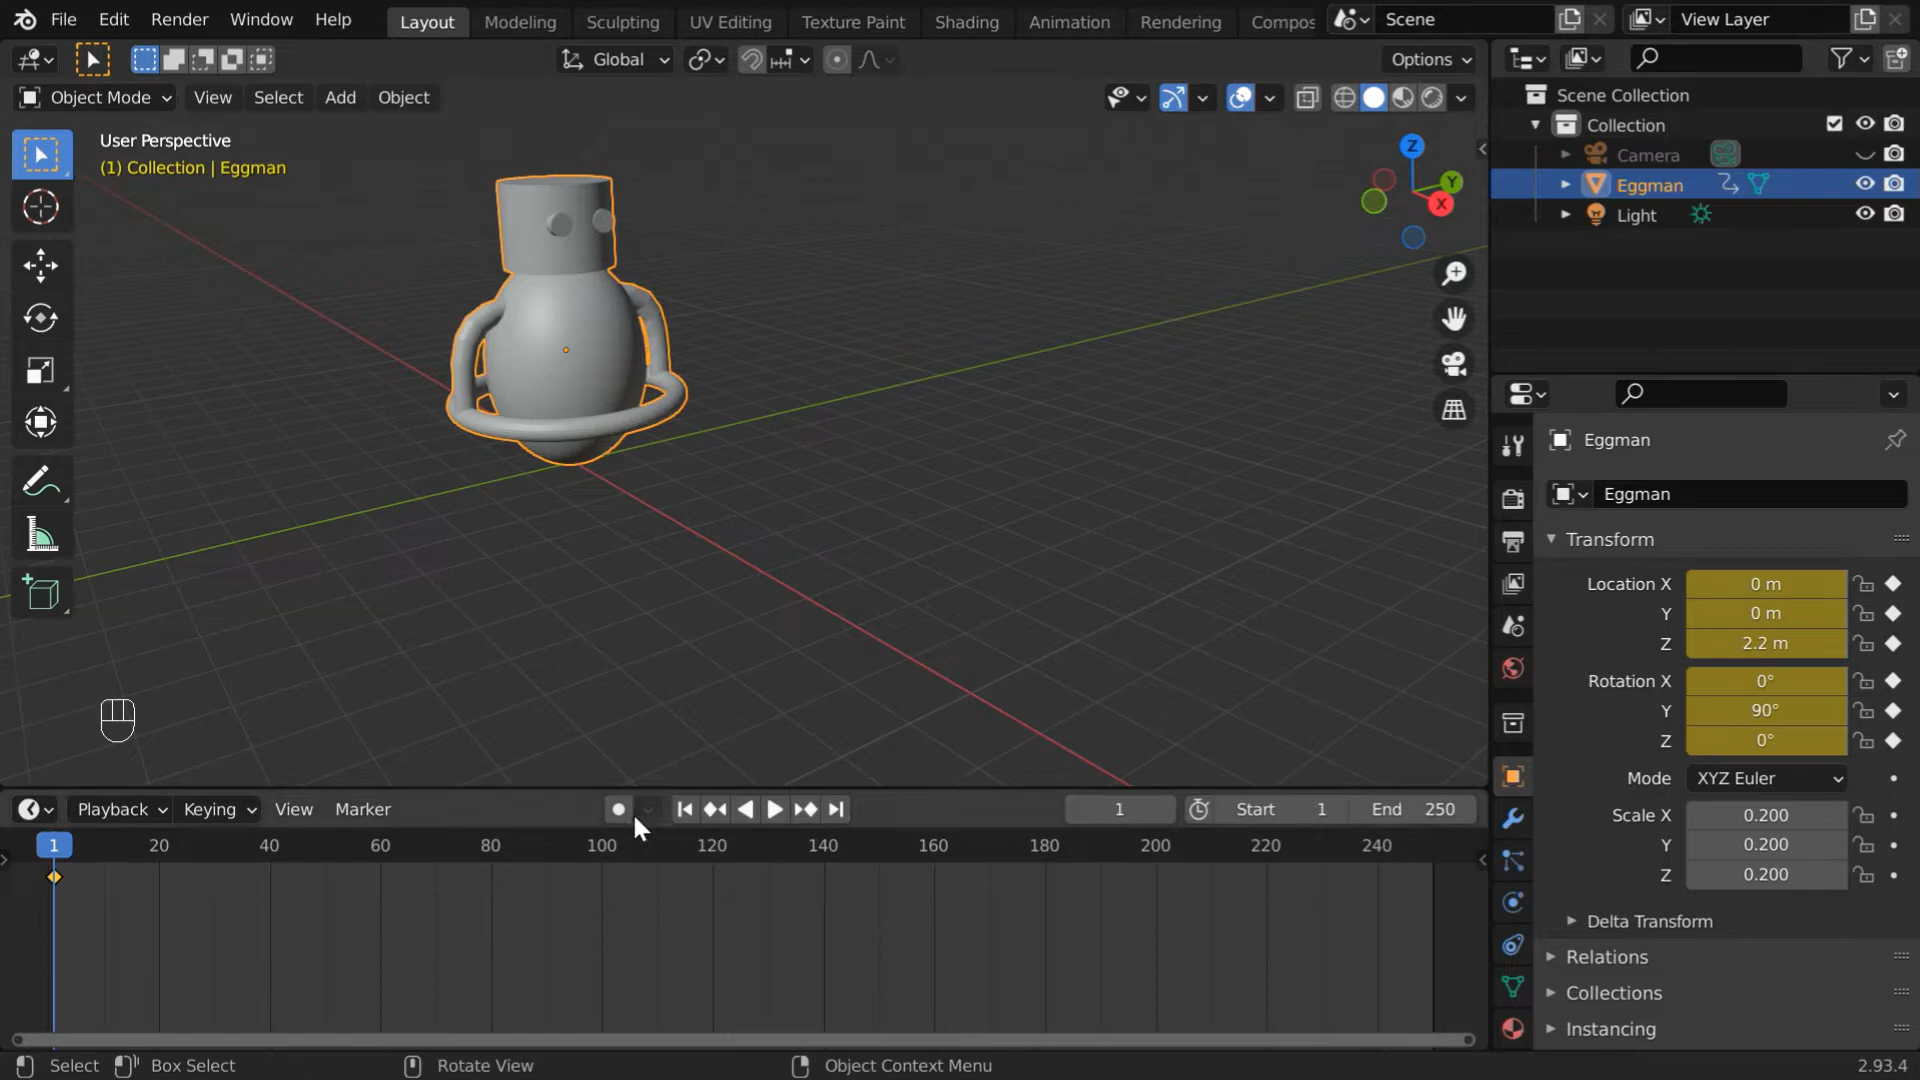 File Edit Render Window Help Layout Modeling Sculpting UV Editing Texture Paint Shading Animation Rendering Compos Scene View Layer
Global Options
Object Mode View Select Add Object
User Perspective
(1) Collection | Eggman
Z
Y
X
Scene Collection
Collection
Camera
Eggman
Light
Eggman
Eggman
Transform
Location X 0 m
Y 0 m
Z 2.2 m
Rotation X 0°
Y 90°
Z 0°
Mode XYZ Euler
Scale X 0.200
Y 0.200
Z 0.200
Delta Transform
Relations
Collections
Instancing
Playback Keying View Marker 1 Start 1 End 250
1 20 40 60 80 100 120 140 160 180 200 220 240
Select Box Select Rotate View Object Context Menu 2.93.4